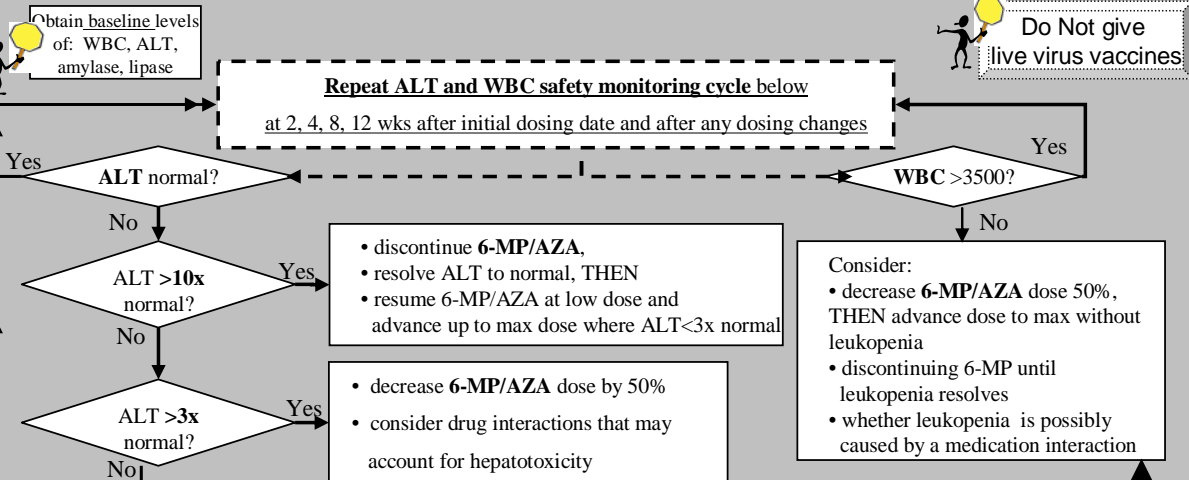 Obtain baseline levels
of: WBC, ALT,
amylase, lipase
Do Not give
live virus vaccines
Repeat ALT and WBC safety monitoring cycle below
at 2, 4, 8, 12 wks after initial dosing date and after any dosing changes
Yes
ALT normal?
Yes
WBC >3500?
No
No
ALT >10x
normal?
Yes
• discontinue 6-MP/AZA,
• resolve ALT to normal, THEN
• resume 6-MP/AZA at low dose and
advance up to max dose where ALT<3x normal
Consider:
• decrease 6-MP/AZA dose 50%,
THEN advance dose to max without
leukopenia
• discontinuing 6-MP until
leukopenia resolves
• whether leukopenia is possibly
caused by a medication interaction
No
ALT >3x
normal?
Yes
• decrease 6-MP/AZA dose by 50%
• consider drug interactions that may
account for hepatotoxicity
No